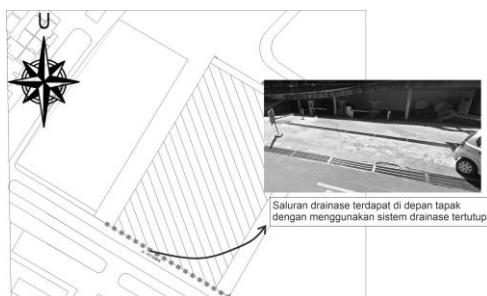 U
Saluran drainase terdapat di depan tapak
dengan menggunakan sistem drainase tertutup